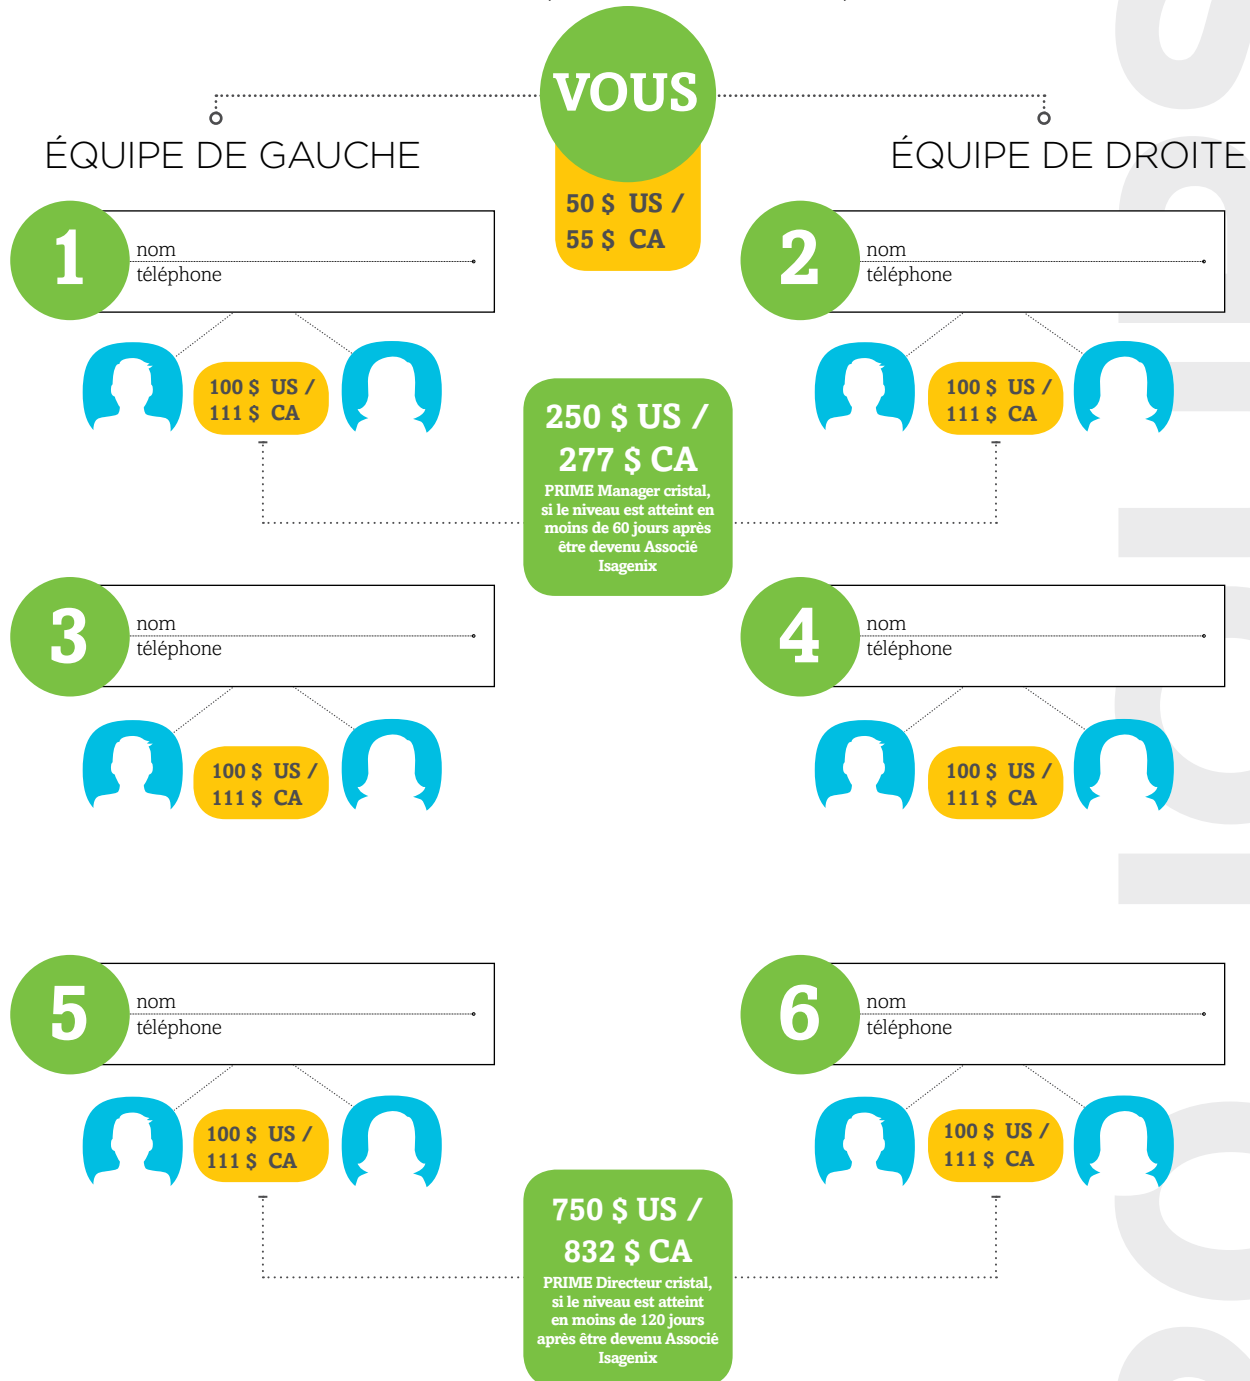 VOUS
50 $ US /
55 $ CA
ÉQUIPE DE GAUCHE
ÉQUIPE DE DROITE
1
nom
téléphone
2
nom
téléphone
100 $ US /
111 $ CA
100 $ US /
111 $ CA
250 $ US /
277 $ CA
PRIME Manager cristal,
si le niveau est atteint en
moins de 60 jours après
être devenu Associé
Isagenix
3
nom
téléphone
4
nom
téléphone
100 $ US /
111 $ CA
100 $ US /
111 $ CA
5
nom
téléphone
6
nom
téléphone
100 $ US /
111 $ CA
100 $ US /
111 $ CA
750 $ US /
832 $ CA
PRIME Directeur cristal,
si le niveau est atteint
en moins de 120 jours
après être devenu Associé
Isagenix